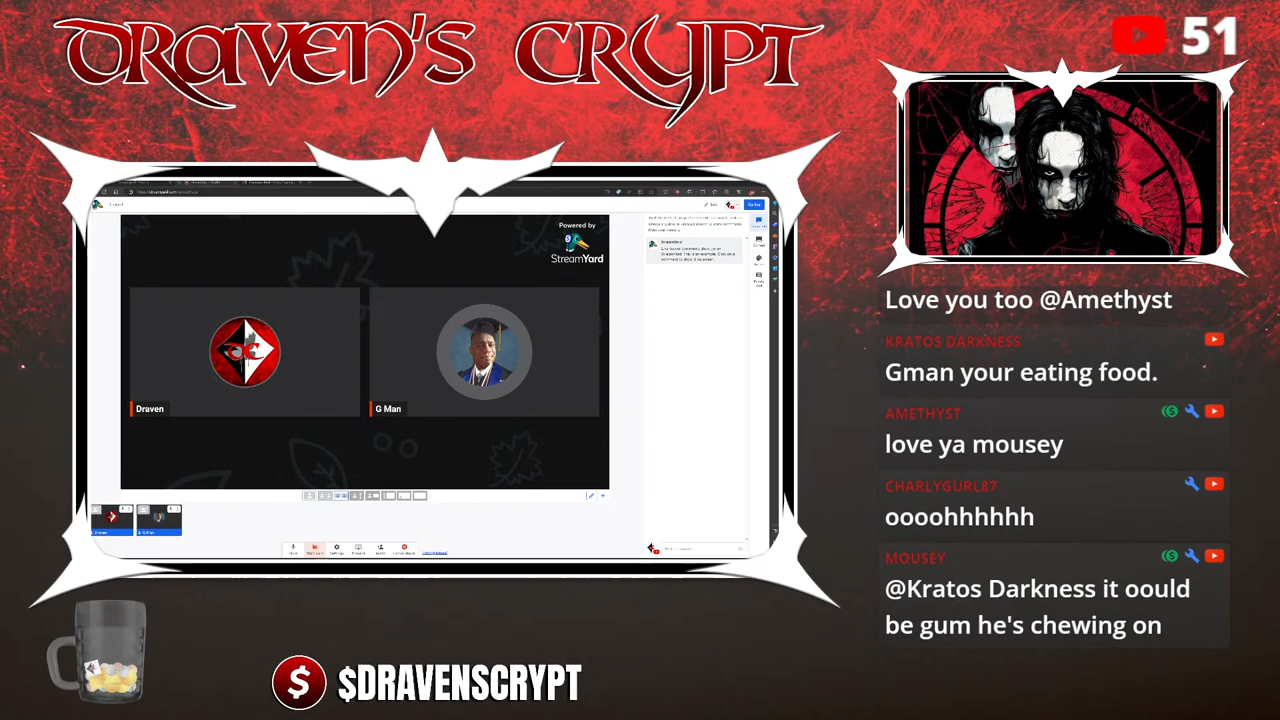 DRAVEN'S CRYPT
51
Powered by
StreamYard
Draven
G Man
Love you too @Amethyst
KRATOS DARKNESS
Gman your eating food.
AMETHYST
love ya mousey
CHARLYGURL87
oooohhhhhh
MOUSEY
@Kratos Darkness it oould
be gum he's chewing on
$ $DRAVENSCRYPT